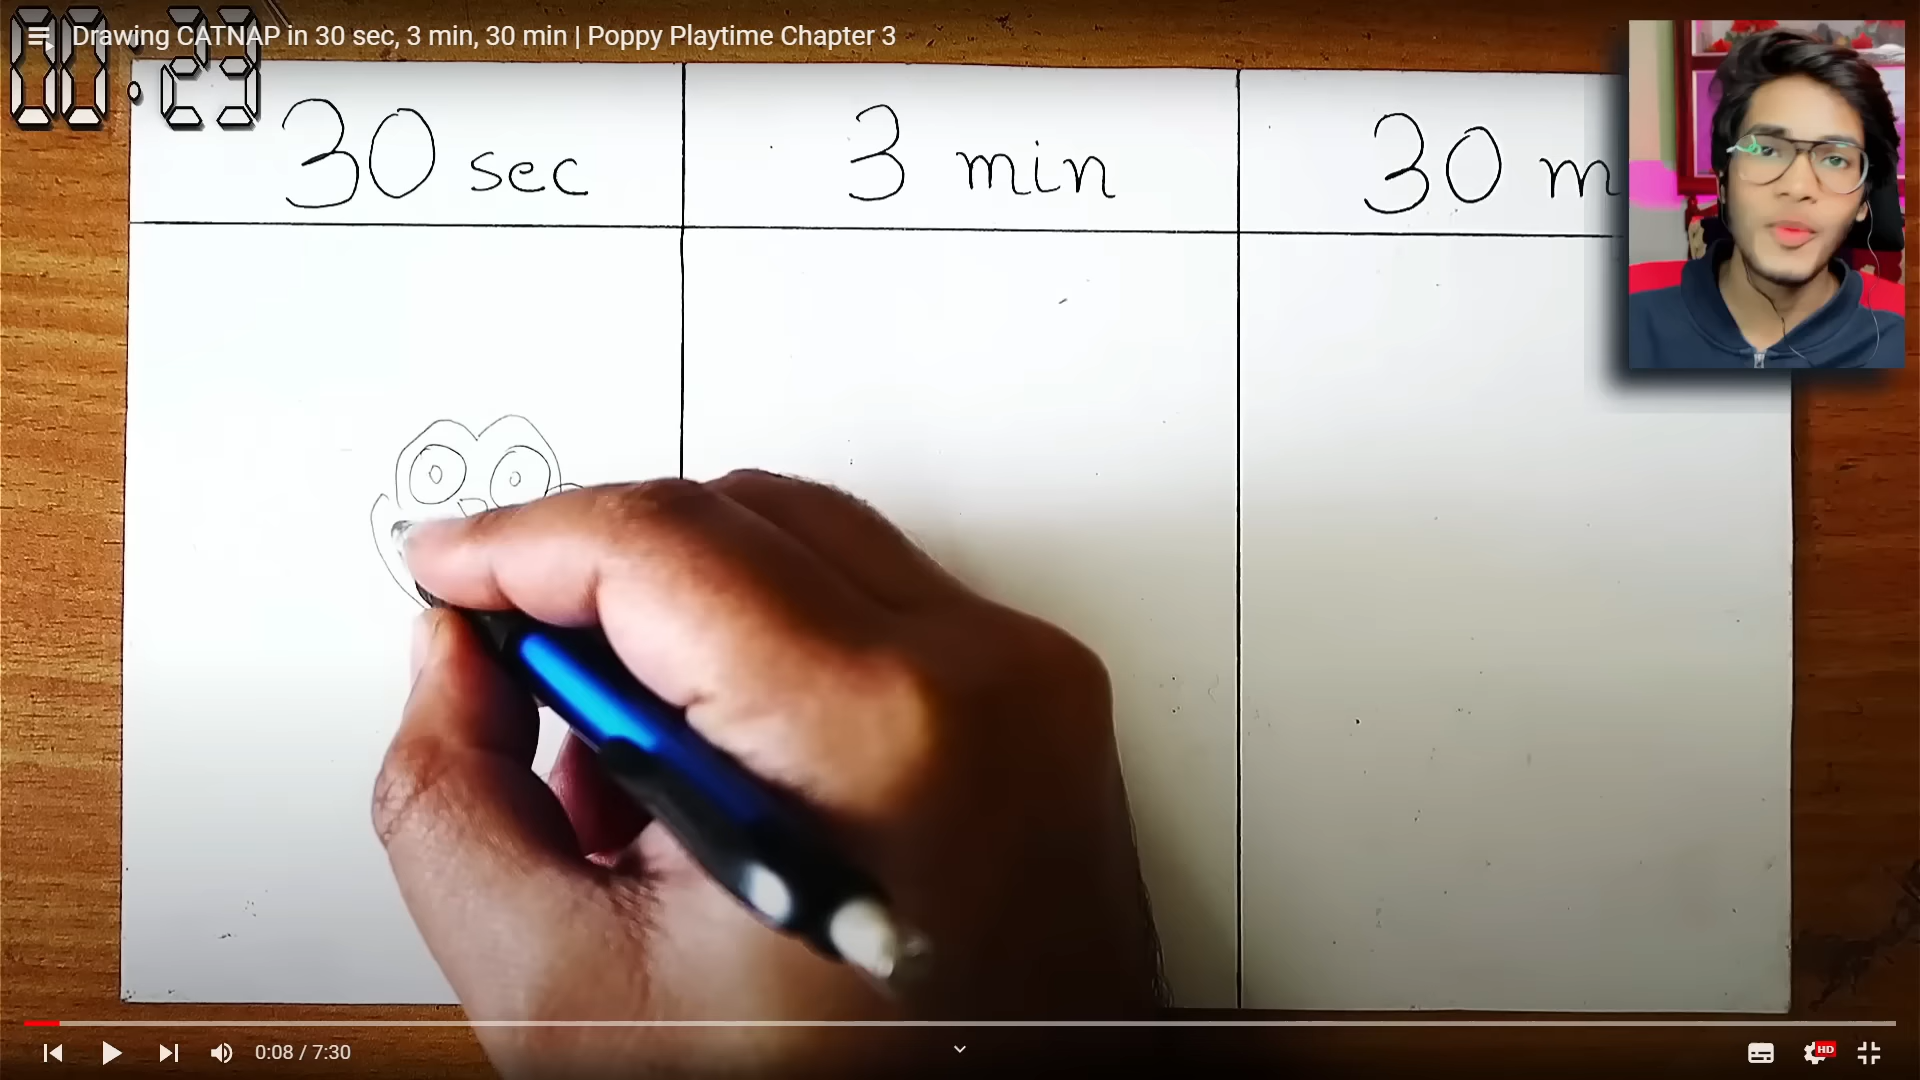 Drawing CATNAP in 30 sec, 3 min, 30 min | Poppy Playtime Chapter 3
00:23
30 sec
3 min
30 m
0:08 / 7:30
HD